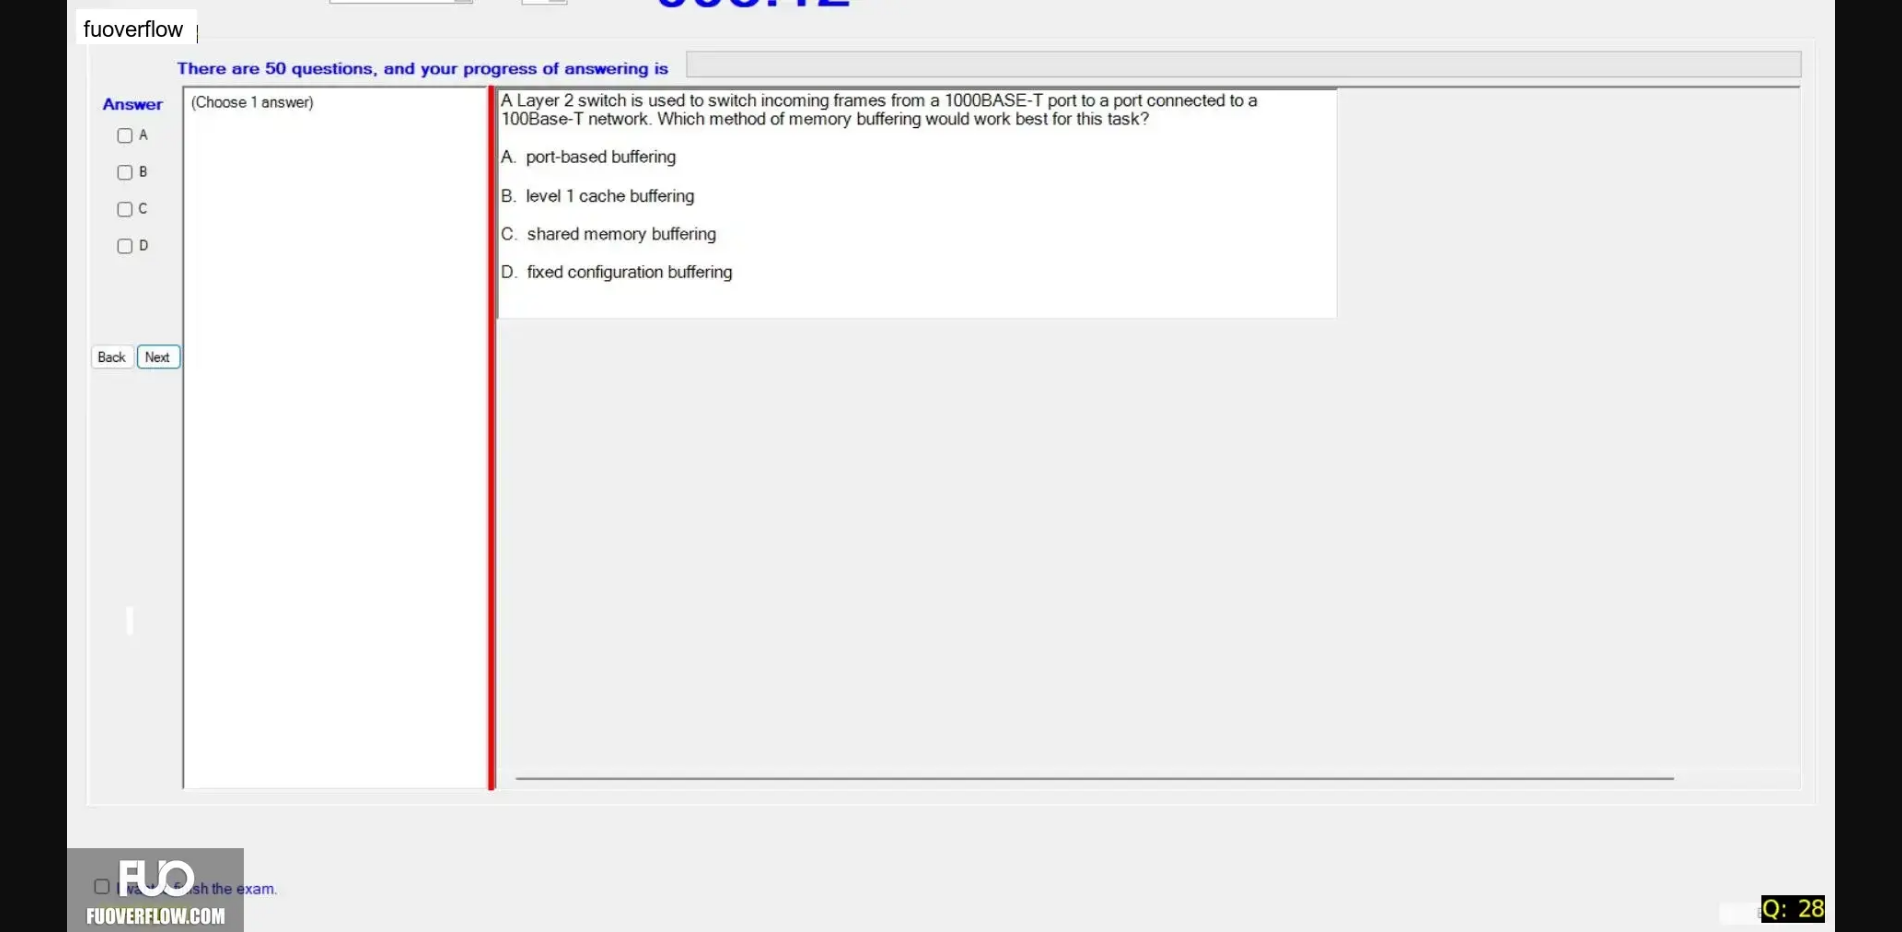 fuoverflow
There are 50 questions, and your progress of answering is
Answer
(Choose 1 answer)
A
B
C
D
Back
Next
A Layer 2 switch is used to switch incoming frames from a 1000BASE-T port to a port connected to a
100Base-T network. Which method of memory buffering would work best for this task?
A. port-based buffering
B. level 1 cache buffering
C. shared memory buffering
D. fixed configuration buffering
the exam.
FUO
FUOVERFLOW.COM
Q: 28